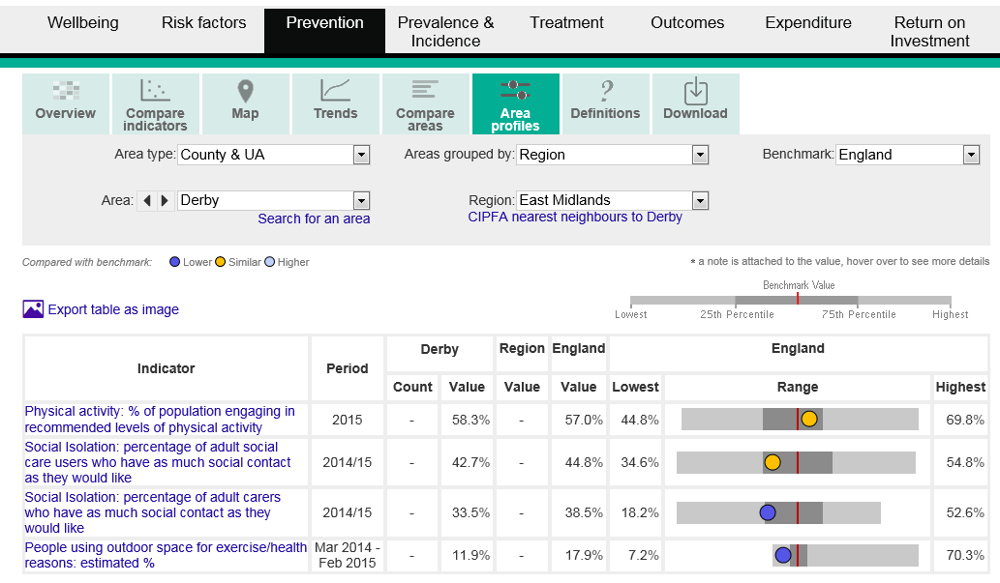 Wellbeing Risk factors Prevention Prevalence & Treatment Outcomes Expenditure Return on
Incidence Investment
Overview Compare Map Trends Compare Area Definitions Download
indicators areas profiles
Area type: County & UA Areas grouped by: Region Benchmark: England
Area: Derby Region: East Midlands
Search for an area CIPFA nearest neighbours to Derby
Compared with benchmark: Lower Similar Higher * a note is attached to the value, hover over to see more details
Benchmark Value
Export table as image
Lowest 25th Percentile 75th Percentile Highest
Indicator Period Derby Region England England
Count Value Value Value Lowest Range Highest
Physical activity: % of population engaging in
recommended levels of physical activity
2015 - 58.3% - 57.0% 44.8% 69.8%
Social Isolation: percentage of adult social
care users who have as much social contact
as they would like
2014/15 - 42.7% - 44.8% 34.6% 54.8%
Social Isolation: percentage of adult carers
who have as much social contact as they
would like
2014/15 - 33.5% - 38.5% 18.2% 52.6%
People using outdoor space for exercise/health
reasons: estimated %
Mar 2014 -
Feb 2015
- 11.9% - 17.9% 7.2% 70.3%